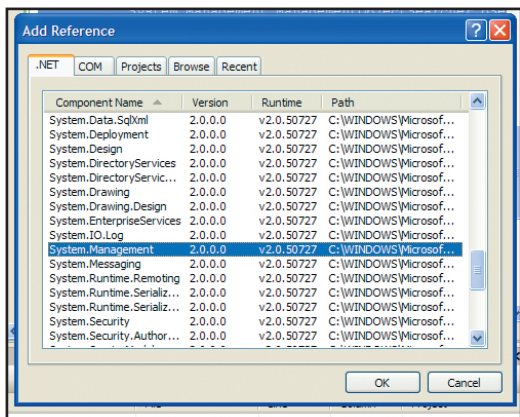 Add Reference
.NET COM Projects Browse Recent
Component Name Version Runtime Path
System.Data.SqlXml 2.0.0.0 v2.0.50727 C:\WINDOWS\Microsof...
System.Deployment 2.0.0.0 v2.0.50727 C:\WINDOWS\Microsof...
System.Design 2.0.0.0 v2.0.50727 C:\WINDOWS\Microsof...
System.DirectoryServices 2.0.0.0 v2.0.50727 C:\WINDOWS\Microsof...
System.DirectoryServic... 2.0.0.0 v2.0.50727 C:\WINDOWS\Microsof...
System.Drawing 2.0.0.0 v2.0.50727 C:\WINDOWS\Microsof...
System.Drawing.Design 2.0.0.0 v2.0.50727 C:\WINDOWS\Microsof...
System.EnterpriseServices 2.0.0.0 v2.0.50727 C:\WINDOWS\Microsof...
System.IO.Log 2.0.0.0 v2.0.50727 C:\WINDOWS\Microsof...
System.Management 2.0.0.0 v2.0.50727 C:\WINDOWS\Microsof...
System.Messaging 2.0.0.0 v2.0.50727 C:\WINDOWS\Microsof...
System.Runtime.Remoting 2.0.0.0 v2.0.50727 C:\WINDOWS\Microsof...
System.Runtime.Serializ... 2.0.0.0 v2.0.50727 C:\WINDOWS\Microsof...
System.Runtime.Serializ... 2.0.0.0 v2.0.50727 C:\WINDOWS\Microsof...
System.Security 2.0.0.0 v2.0.50727 C:\WINDOWS\Microsof...
System.Security.Author... 2.0.0.0 v2.0.50727 C:\WINDOWS\Microsof...
OK Cancel